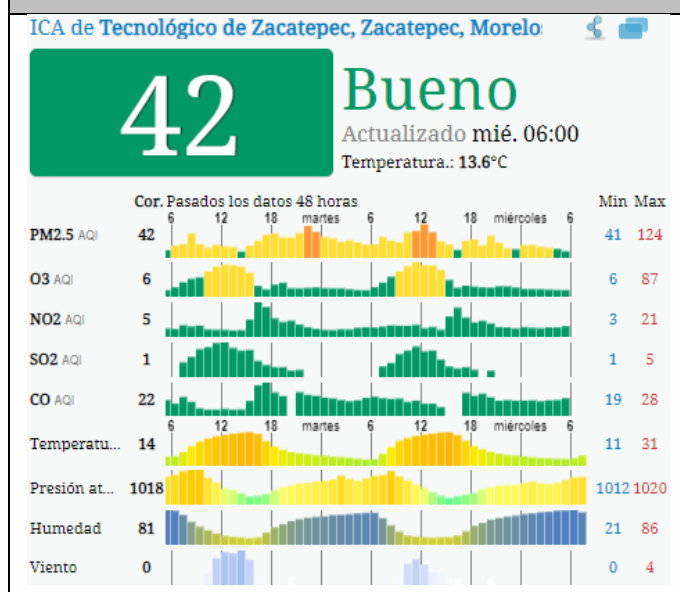 ICA de Tecnológico de Zacatepec, Zacatepec, Morelo
42
Bueno
Actualizado mié. 06:00
Temperatura.: 13.6°C
Cor. Pasados los datos 48 horas Min Max
6 12 18 martes 6 12 18 miércoles 6
PM2.5 AQI 42 41 124
O3 AQI 6 6 87
NO2 AQI 5 3 21
SO2 AQI 1 1 5
CO AQI 22 19 28
6 12 18 martes 6 12 18 miércoles 6
Temperatu... 14 11 31
Presión at... 1018 1012 1020
Humedad 81 21 86
Viento 0 0 4